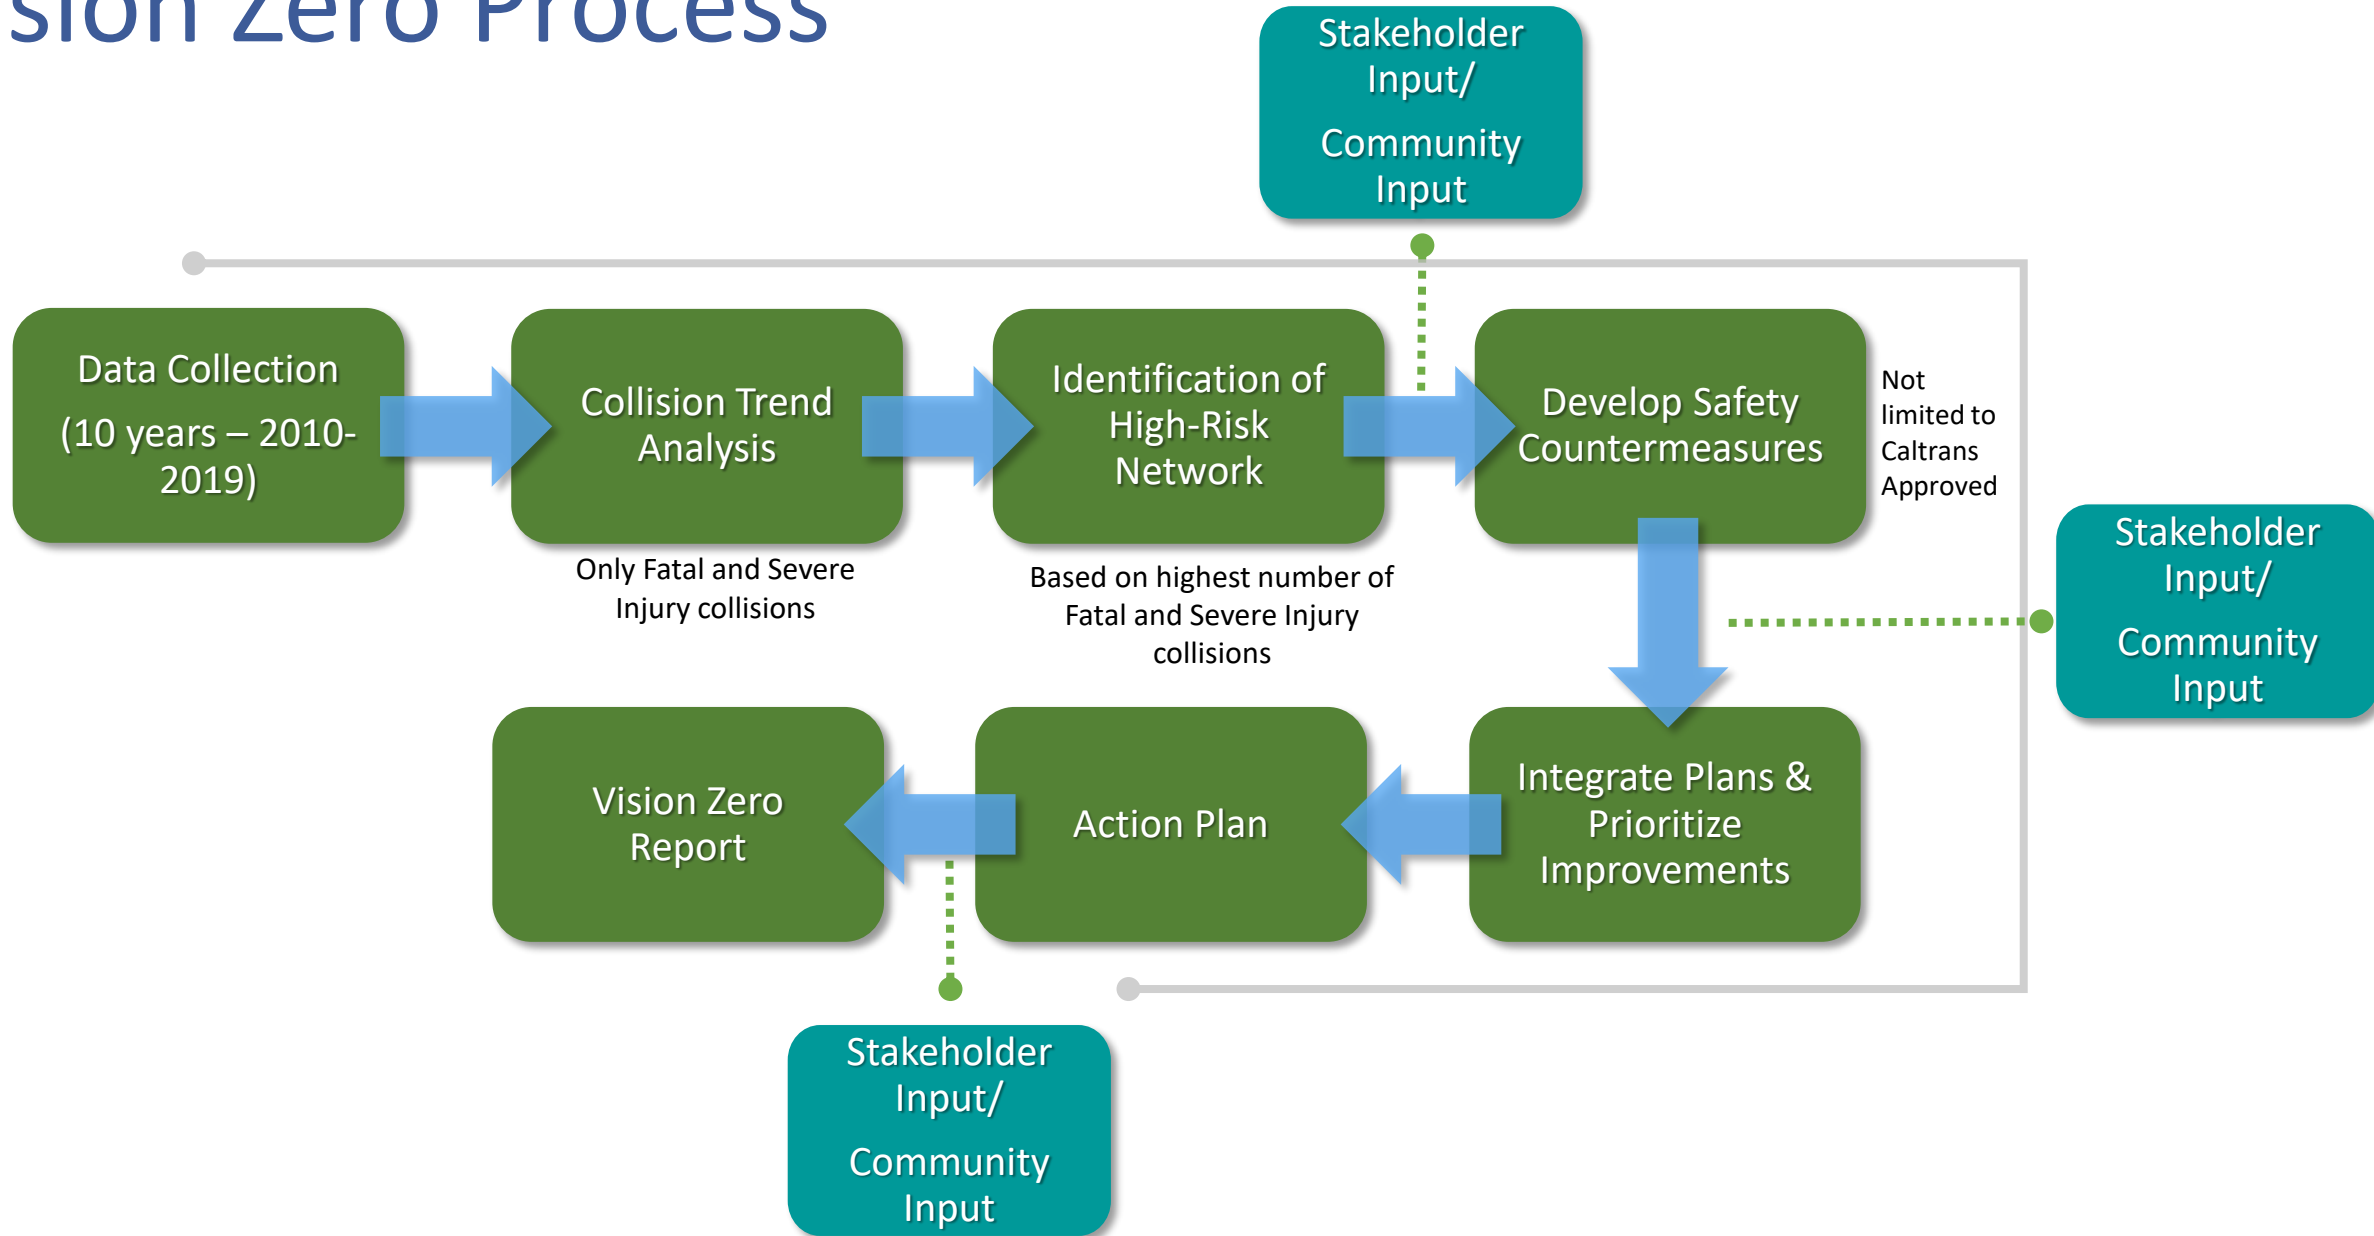 sion Zero Process
Stakeholder
Input/
Community
Input
Data Collection
(10 years – 2010-
2019)
Collision Trend
Analysis
Identification of
High-Risk
Network
Develop Safety
Countermeasures
Not
limited to
Caltrans
Approved
Only Fatal and Severe
Injury collisions
Based on highest number of
Fatal and Severe Injury
collisions
Stakeholder
Input/
Community
Input
Vision Zero
Report
Action Plan
Integrate Plans &
Prioritize
Improvements
Stakeholder
Input/
Community
Input